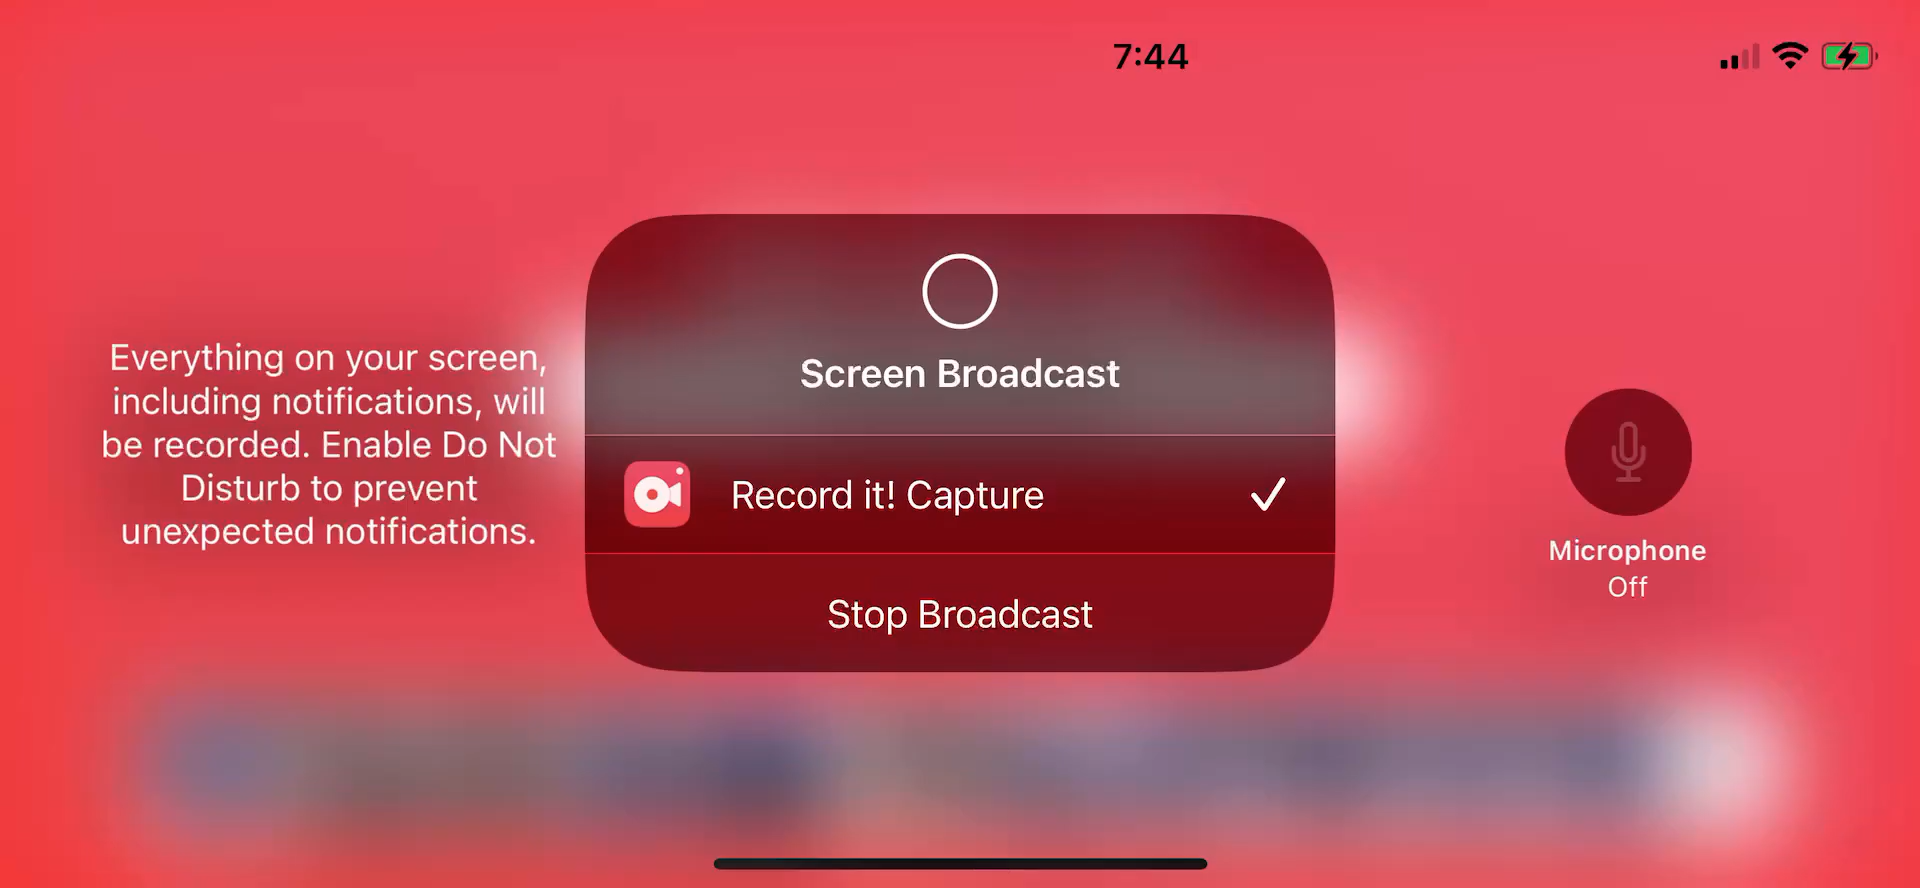 7:44
Everything on your screen,
including notifications, will
be recorded. Enable Do Not
Disturb to prevent
unexpected notifications.
Screen Broadcast
Record it! Capture
Stop Broadcast
Microphone
Off